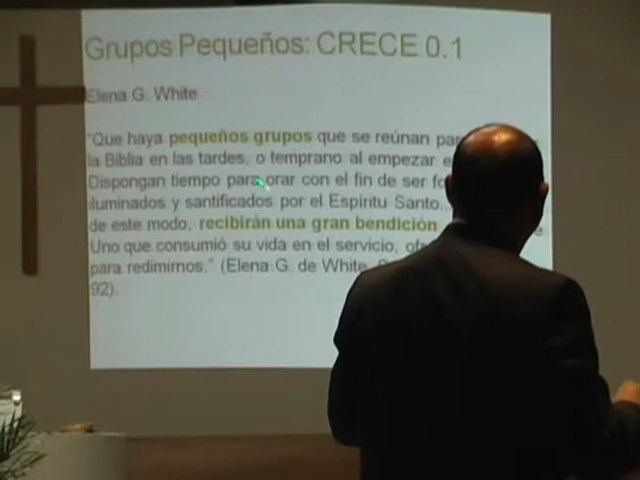 Grupos Pequeños: CRECE 0.1
Elena G. White
"Que haya pequeños grupos que se reúnan
la Biblia en las tardes, o temprano al empezar
Dispongan tiempo para orar con el fin de ser
iluminados y santificados por el Espíritu Santo...
de este modo, recibirán una gran bendición
Uno que consumió su vida en el servicio,
para redimirnos." (Elena G. de White,
92).